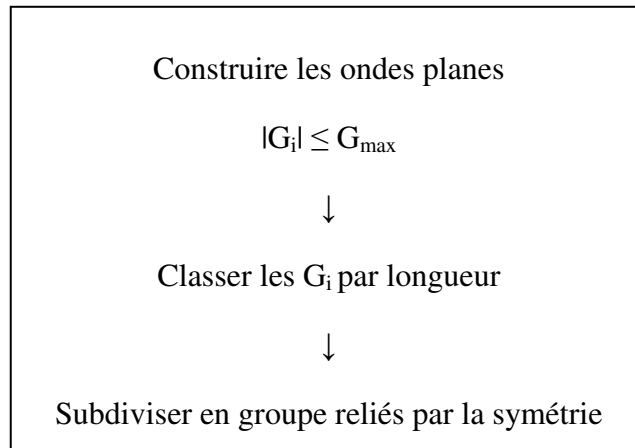 Construire les ondes planes
|Gᵢ| ≤ Gₘₐₓ
↓
Classer les Gᵢ par longueur
↓
Subdiviser en groupe reliés par la symétrie